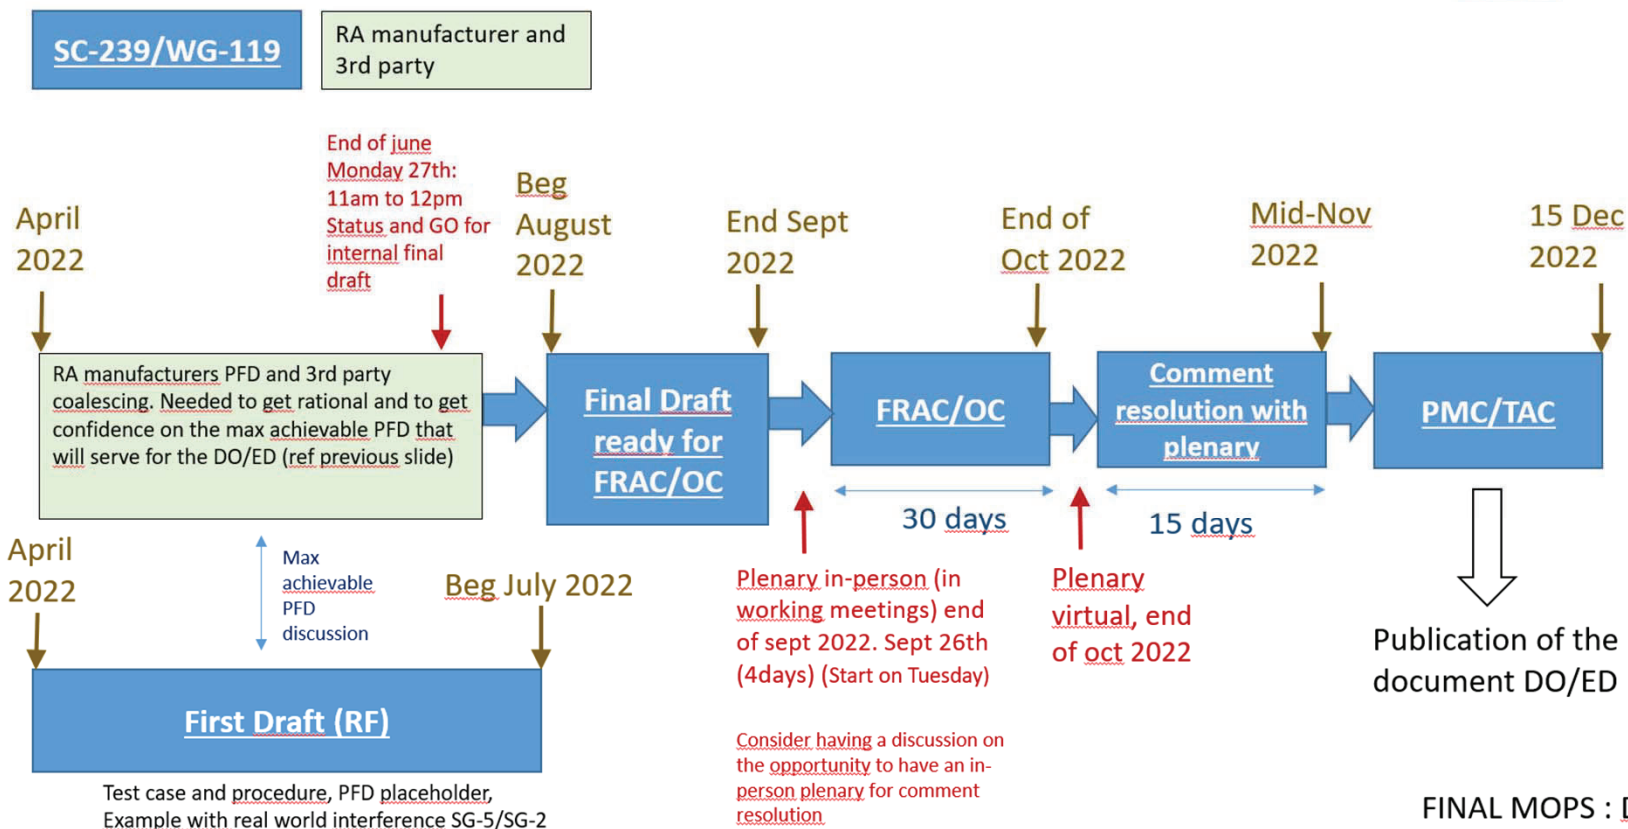 SC-239/WG-119
RA manufacturer and
3rd party
End of june
Monday 27th:
11am to 12pm
Status and GO for
internal final
draft
April
2022
Beg
August
2022
End Sept
2022
End of
Oct 2022
Mid-Nov
2022
15 Dec
2022
RA manufacturers PFD and 3rd party
coalescing. Needed to get rational and to get
confidence on the max achievable PFD that
will serve for the DO/ED (ref previous slide)
Final Draft
ready for
FRAC/OC
FRAC/OC
Comment
resolution with
plenary
PMC/TAC
30 days
15 days
April
2022
Max
achievable
PFD
discussion
Beg July 2022
Plenary in-person (in
working meetings) end
of sept 2022. Sept 26th
(4days) (Start on Tuesday)
Plenary
virtual, end
of oct 2022
Publication of the
document DO/ED
First Draft (RF)
Consider having a discussion on
the opportunity to have an in-
person plenary for comment
resolution
Test case and procedure, PFD placeholder,
Example with real world interference SG-5/SG-2
FINAL MOPS :